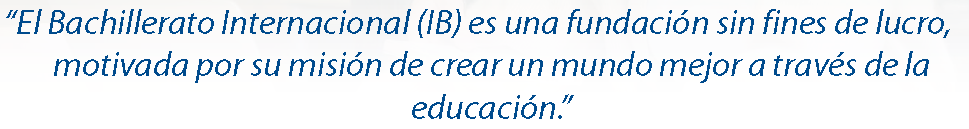 “El Bachillerato Internacional (IB) es una fundación sin fines de lucro,
motivada por su misión de crear un mundo mejor a través de la
educación.”